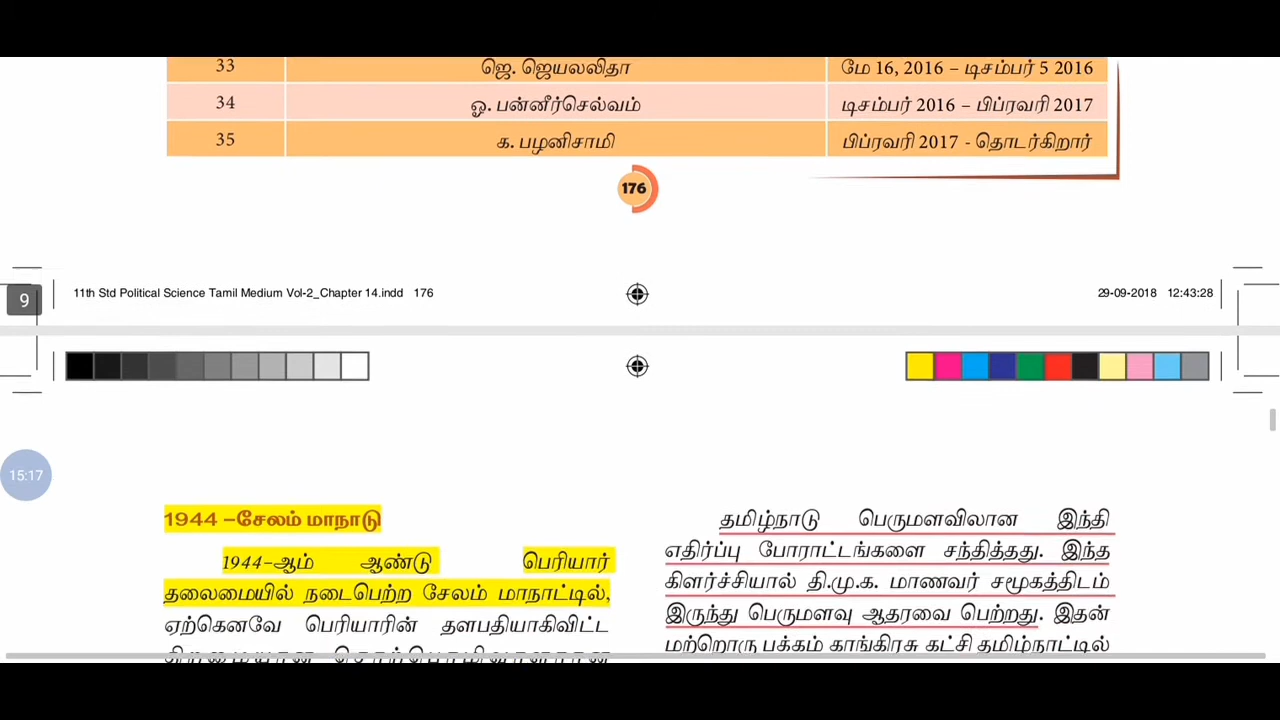 33 ஜெ. ஜெயலலிதா மே 16, 2016 – டிசம்பர் 5 2016
34 ஓ. பன்னீர்செல்வம் டிசம்பர் 2016 – பிப்ரவரி 2017
35 க. பழனிசாமி பிப்ரவரி 2017 - தொடர்கிறார்
176
9
11th Std Political Science Tamil Medium Vol-2_Chapter 14.indd 176
29-09-2018 12:43:28
15:17
1944 –சேலம் மாநாடு
1944-ஆம் ஆண்டு பெரியார்
தலைமையில் நடைபெற்ற சேலம் மாநாட்டில்,
ஏற்கெனவே பெரியாரின் தளபதியாகிவிட்ட
தமிழ்நாடு பெருமளவிலான இந்தி
எதிர்ப்பு போராட்டங்களை சந்தித்தது. இந்த
கிளர்ச்சியால் தி.மு.க. மாணவர் சமூகத்திடம்
இருந்து பெருமளவு ஆதரவை பெற்றது. இதன்
மற்றொரு பக்கம் காங்கிரசு கட்சி தமிழ்நாட்டில்